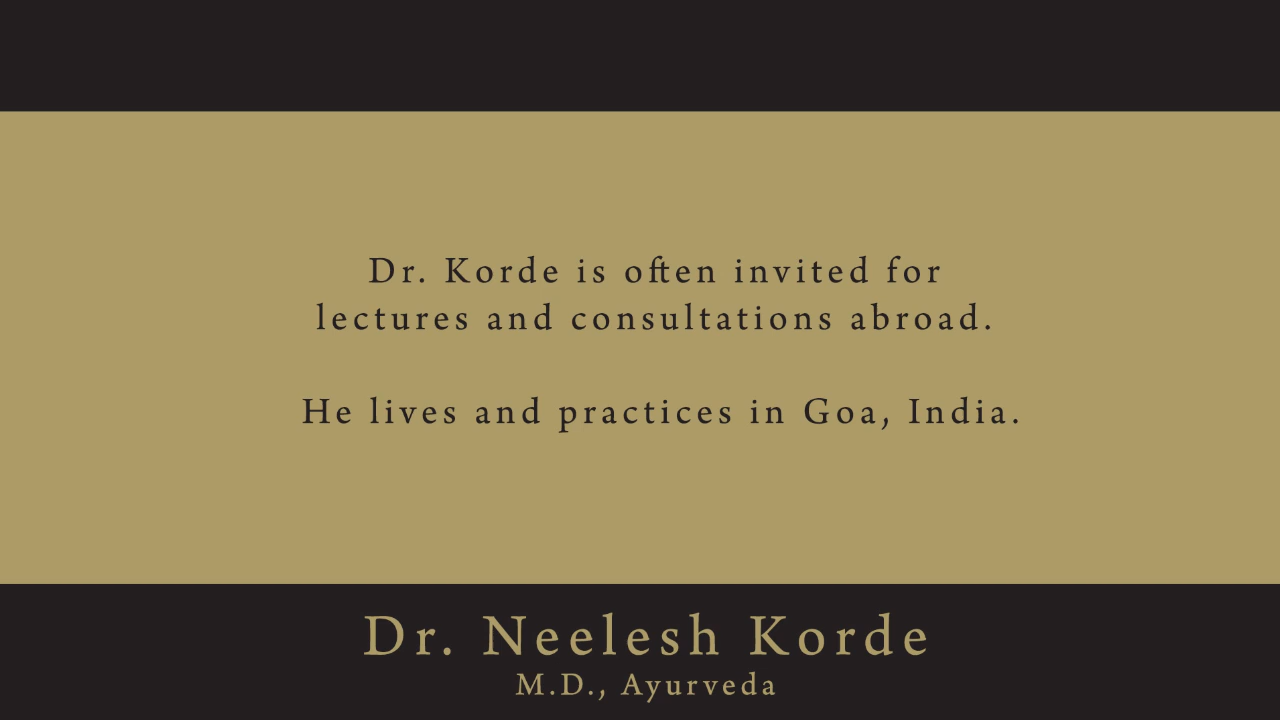 Dr. Korde is often invited for
lectures and consultations abroad.
He lives and practices in Goa, India.
Dr. Neelesh Korde
M.D., Ayurveda